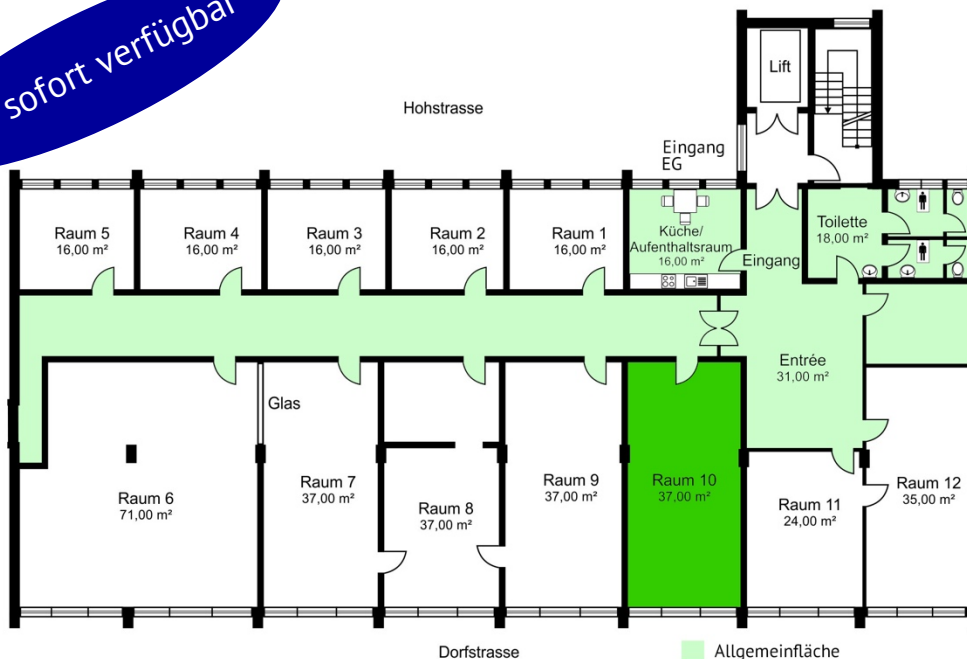 sofort verfügbar
Hohstrasse
Lift
Eingang
EG
Raum 5
16,00 m²
Raum 4
16,00 m²
Raum 3
16,00 m²
Raum 2
16,00 m²
Raum 1
16,00 m²
Küche/
Aufenthaltsraum
16,00 m²
Eingang
Toilette
18,00 m²
Entrée
31,00 m²
Glas
Raum 6
71,00 m²
Raum 7
37,00 m²
Raum 8
37,00 m²
Raum 9
37,00 m²
Raum 10
37,00 m²
Raum 11
24,00 m²
Raum 12
35,00 m²
Dorfstrasse
Allgemeinfläche